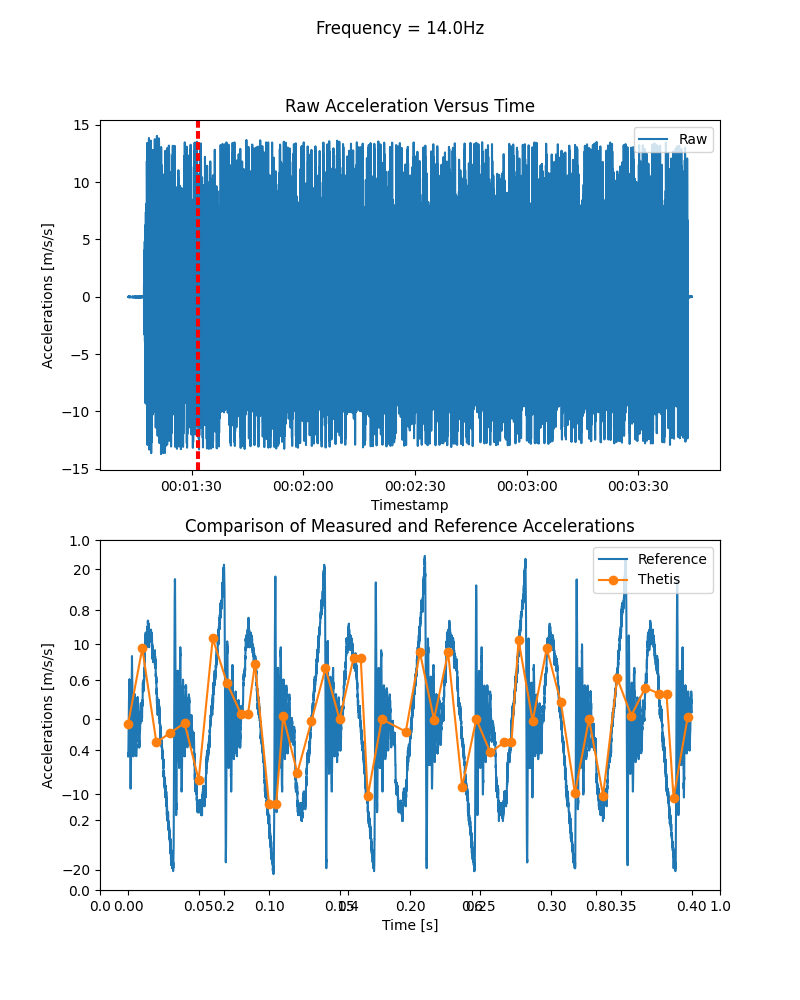 Frequency = 14.0Hz
Raw Acceleration Versus Time
Raw
15
10
5
0
−5
−10
−15
Accelerations [m/s/s]
00:01:30 00:02:00 00:02:30 00:03:00 00:03:30
Timestamp
Comparison of Measured and Reference Accelerations
Reference
Thetis
1.0
20
0.8
10
0.6
0
0.4
−10
0.2
−20
0.0
Accelerations [m/s/s]
0.0 0.00 0.05 0.2 0.10 0.15 0.4 0.20 0.6 0.25 0.30 0.8 0.35 0.40 1.0
Time [s]